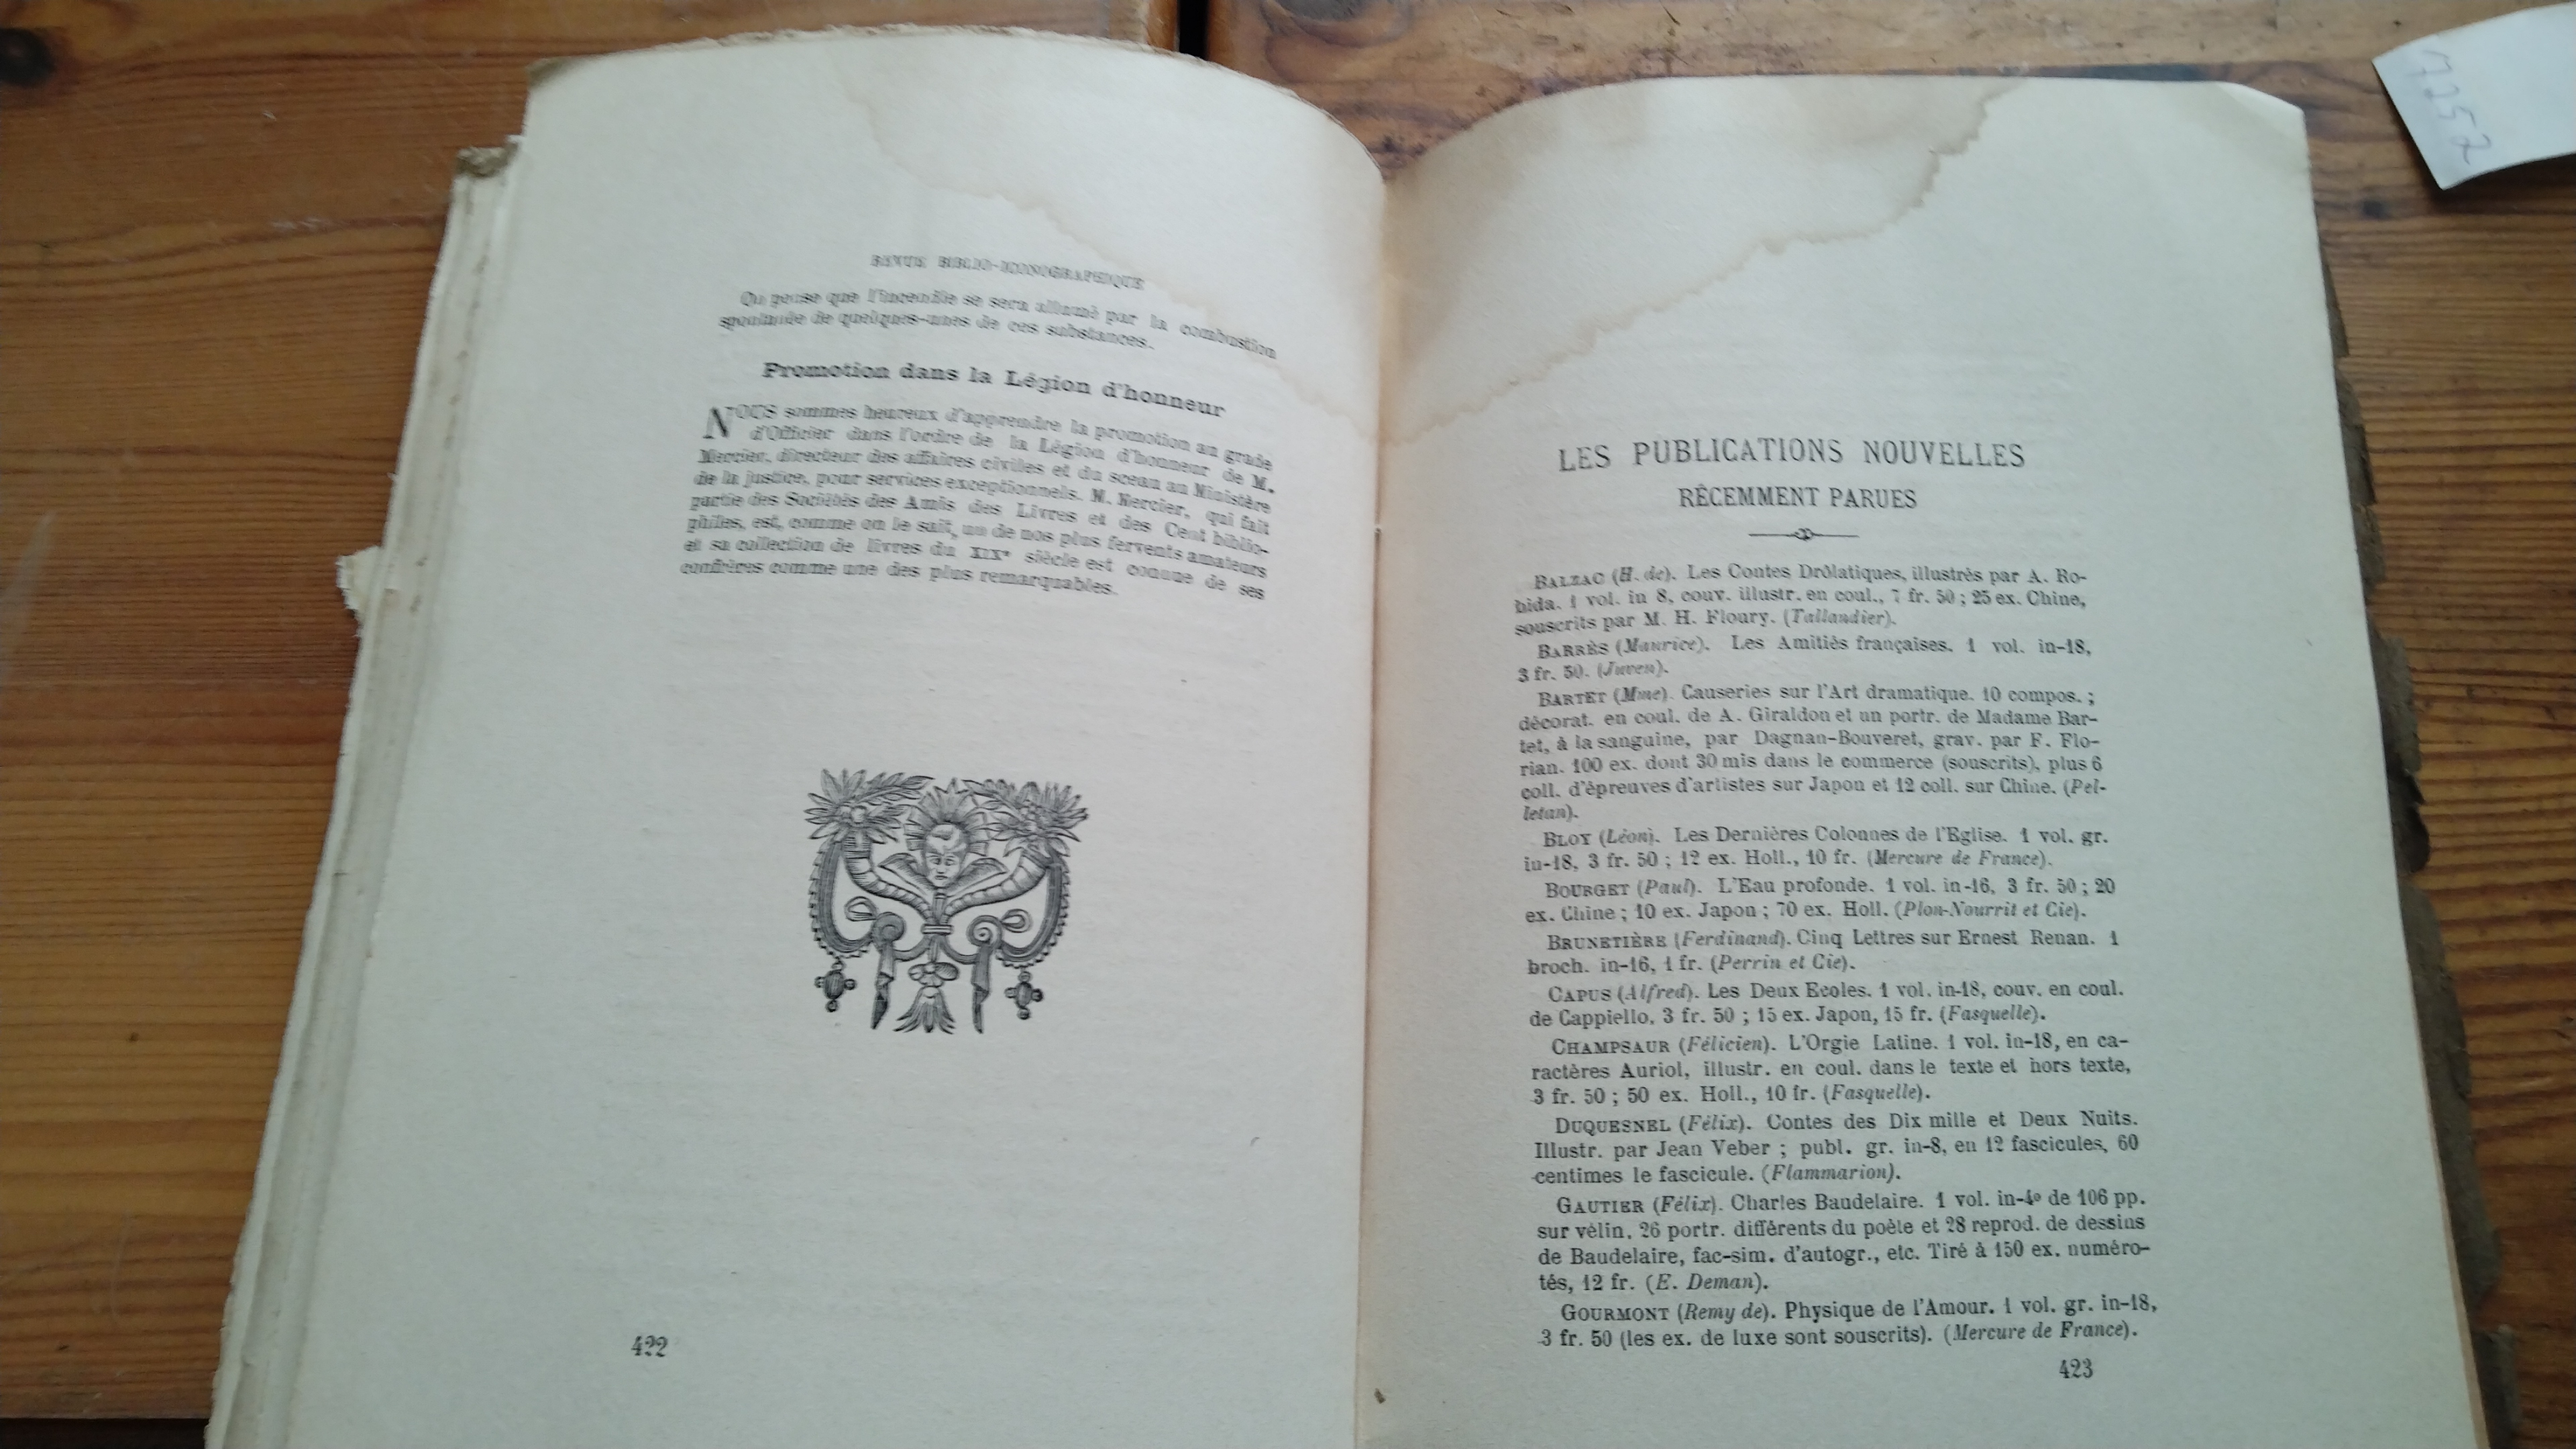 REVUE BIBLIO-ICONOGRAPHIQUE
On pense que l'incendie se sera allumé par la combustion
spontanée de quelques-unes de ces substances.
Promotion dans la Légion d'honneur
NOUS sommes heureux d'apprendre la promotion au grade
d'Officier dans l'ordre de la Légion d'honneur de M.
Mercier, directeur des affaires civiles et du sceau au Ministère
de la justice, pour services exceptionnels. M. Mercier, qui fait
partie des Sociétés des Amis des Livres et des Cent biblio-
philes, est, comme on le sait, un de nos plus fervents amateurs
et sa collection de livres du XIXe siècle est connue de ses
confrères comme une des plus remarquables.
422
LES PUBLICATIONS NOUVELLES
RÉCEMMENT PARUES
BALZAC (H. de). Les Contes Drôlatiques, illustrés par A. Ro-
bida. 1 vol. in 8, couv. illustr. en coul., 7 fr. 50 ; 25 ex. Chine,
souscrits par M. H. Floury. (Tallandier).
BARRÈS (Maurice). Les Amitiés françaises. 1 vol. in-18,
3 fr. 50. (Juven).
BARTET (Mme). Causeries sur l'Art dramatique. 10 compos. ;
décorat. en coul. de A. Giraldon et un portr. de Madame Bar-
tet, à la sanguine, par Dagnan-Bouveret, grav. par F. Flo-
rian. 100 ex. dont 30 mis dans le commerce (souscrits), plus 6
coll. d'épreuves d'artistes sur Japon et 12 coll. sur Chine. (Pel-
letan).
BLOY (Léon). Les Dernières Colonnes de l'Eglise. 1 vol. gr.
in-18, 3 fr. 50 ; 12 ex. Holl., 10 fr. (Mercure de France).
BOURGET (Paul). L'Eau profonde. 1 vol. in-16, 3 fr. 50 ; 20
ex. Chine ; 10 ex. Japon ; 70 ex. Holl. (Plon-Nourrit et Cie).
BRUNETIÈRE (Ferdinand). Cinq Lettres sur Ernest Renan. 1
broch. in-16, 1 fr. (Perrin et Cie).
CAPUS (Alfred). Les Deux Ecoles. 1 vol. in-18, couv. en coul.
de Cappiello. 3 fr. 50 ; 15 ex. Japon, 15 fr. (Fasquelle).
CHAMPSAUR (Félicien). L'Orgie Latine. 1 vol. in-18, en ca-
ractères Auriol, illustr. en coul. dans le texte et hors texte,
3 fr. 50 ; 50 ex. Holl., 10 fr. (Fasquelle).
DUQUESNEL (Félix). Contes des Dix mille et Deux Nuits.
Illustr. par Jean Veber ; publ. gr. in-8, en 12 fascicules, 60
centimes le fascicule. (Flammarion).
GAUTIER (Félix). Charles Baudelaire. 1 vol. in-4º de 106 pp.
sur vélin, 26 portr. différents du poète et 28 reprod. de dessins
de Baudelaire, fac-sim. d'autogr., etc. Tiré à 150 ex. numéro-
tés, 12 fr. (E. Deman).
GOURMONT (Remy de). Physique de l'Amour. 1 vol. gr. in-18,
3 fr. 50 (les ex. de luxe sont souscrits). (Mercure de France).
423